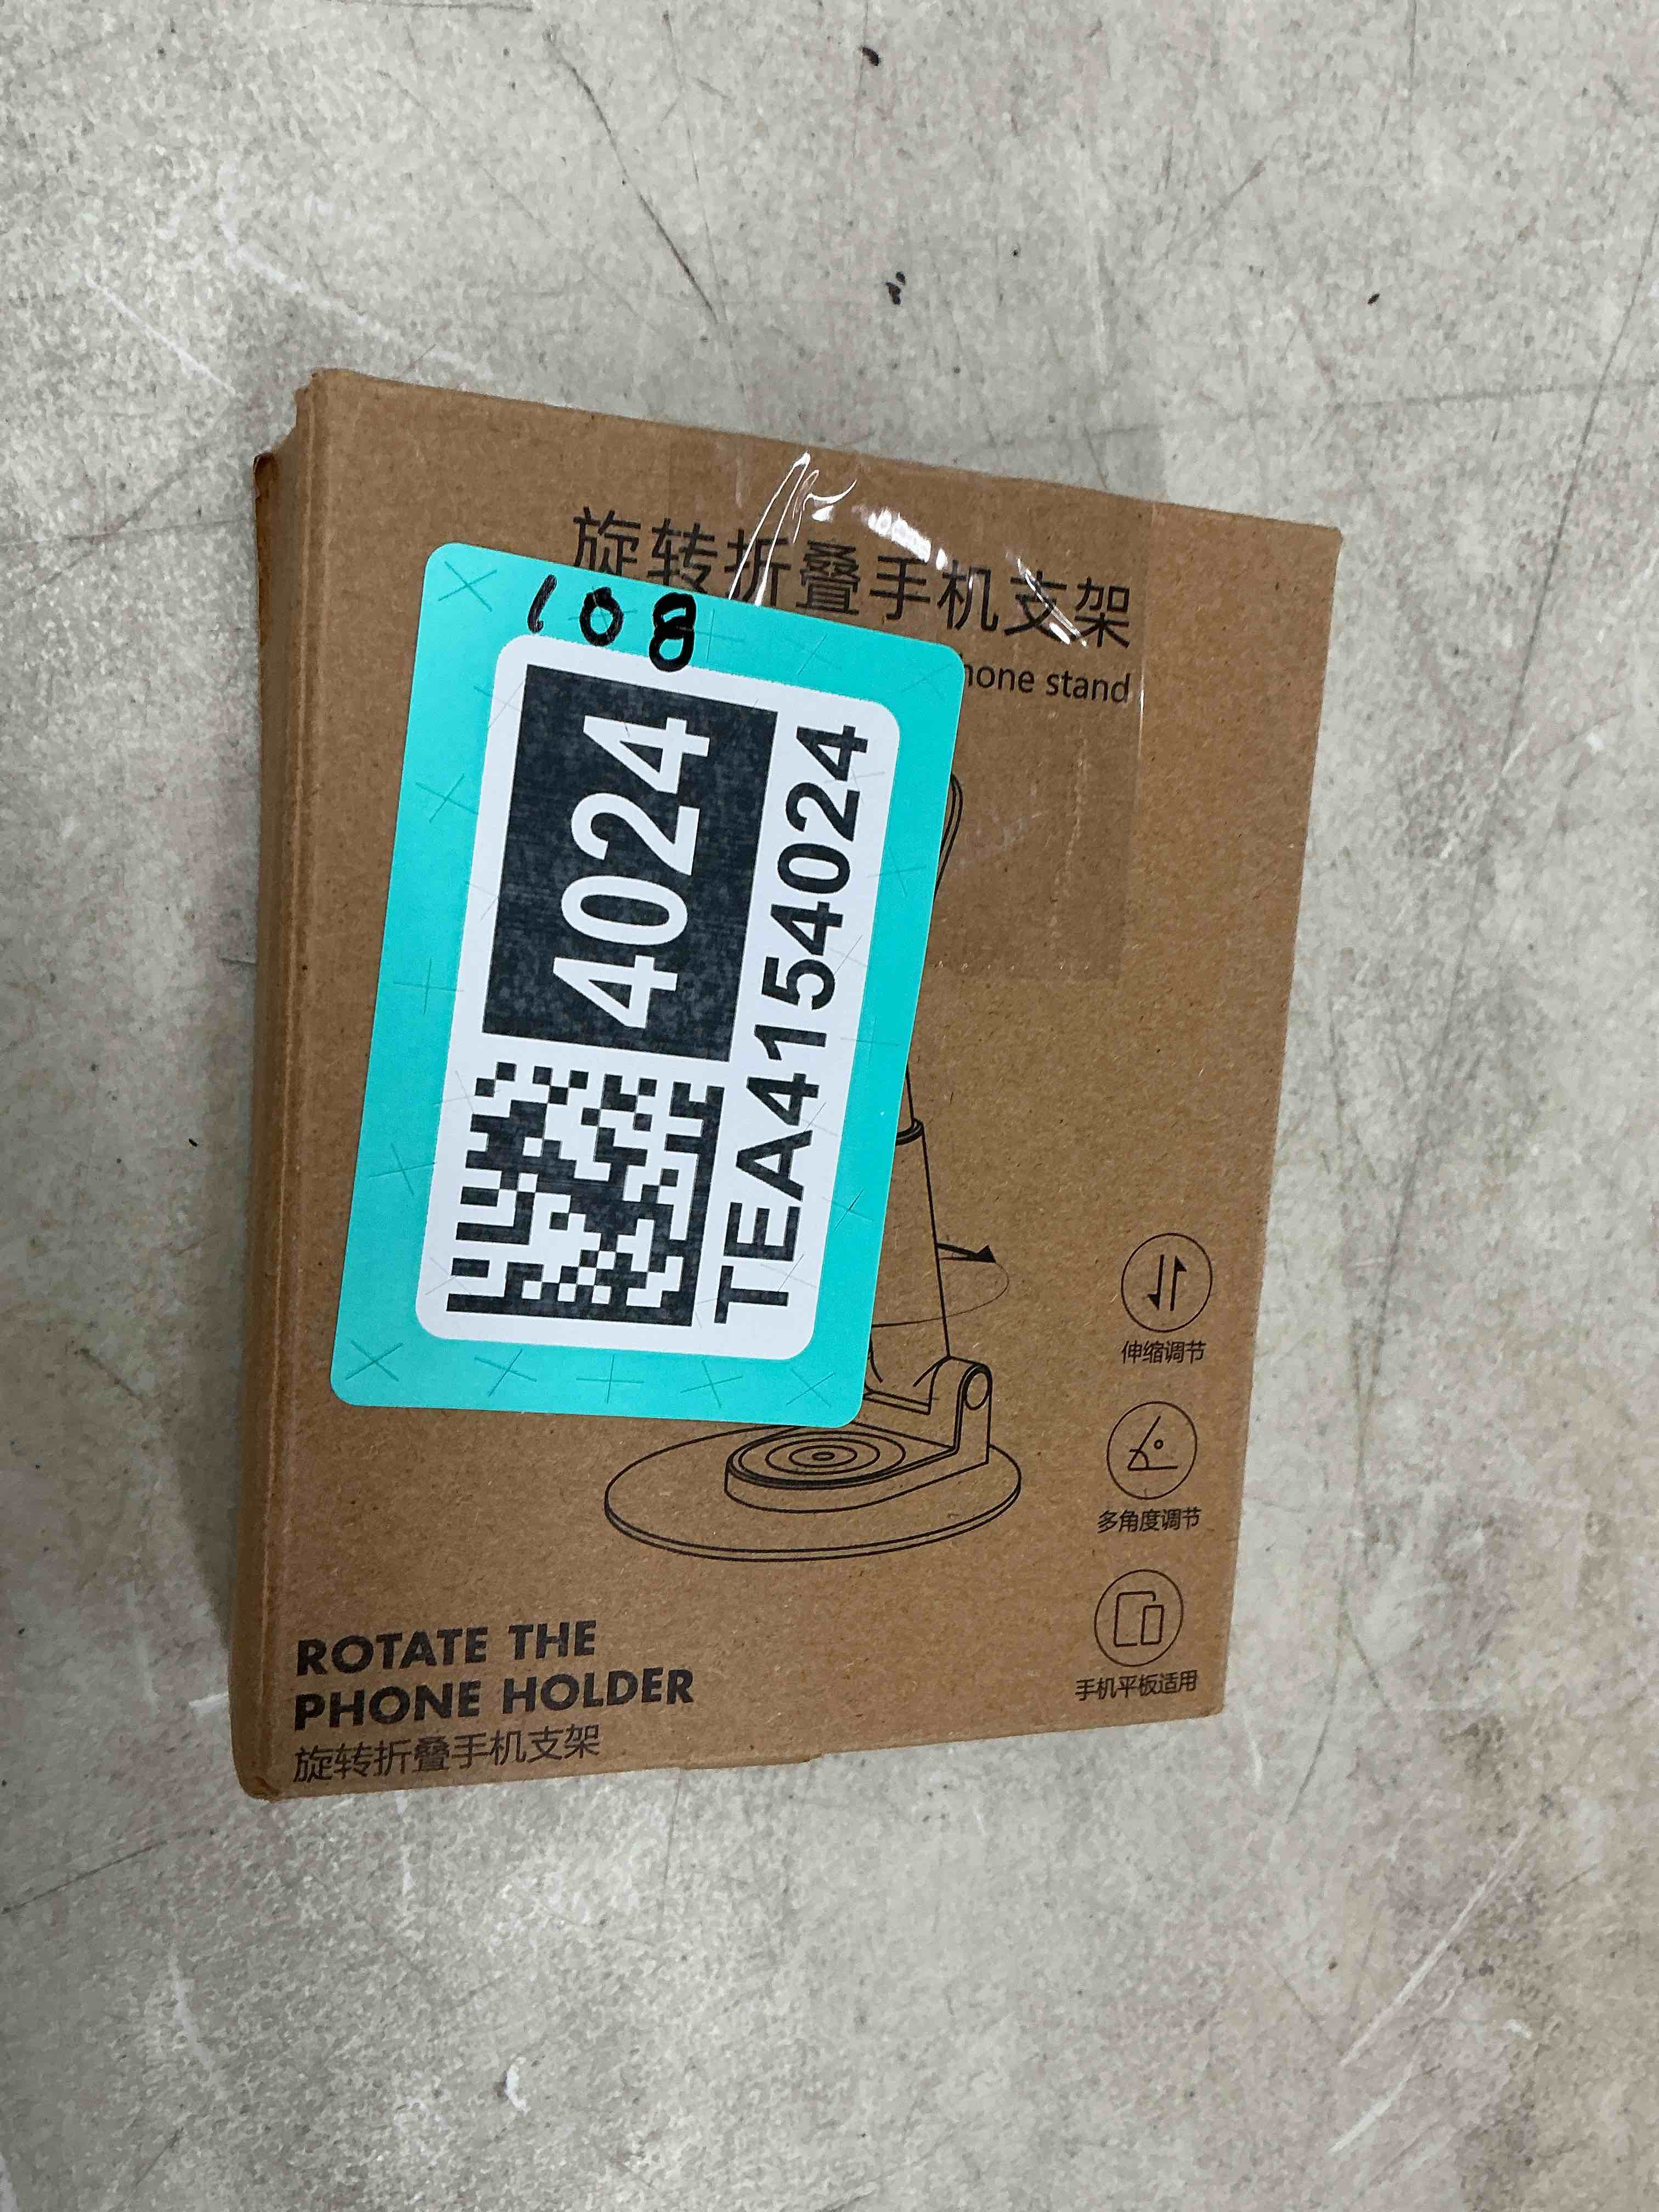 旋转折叠手机支架
stand
108
4024
TEA4154024
伸缩调节
多角度调节
手机平板适用
ROTATE THE
PHONE HOLDER
旋转折叠手机支架